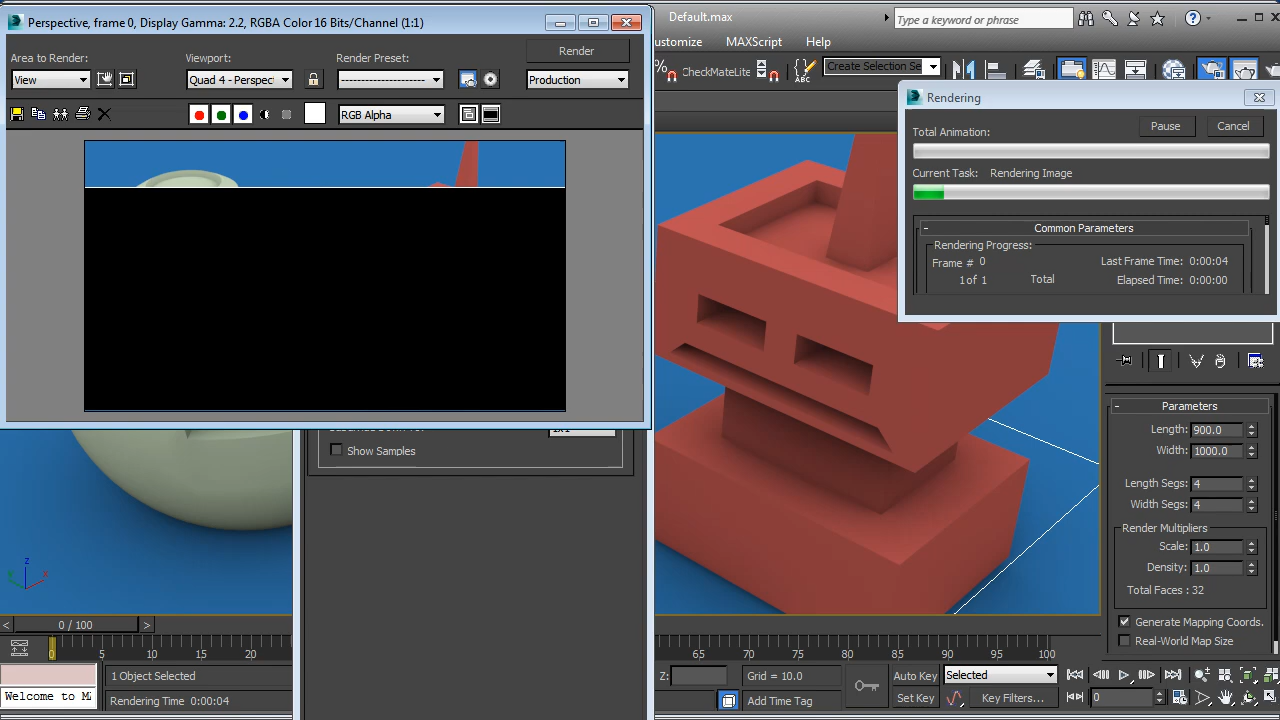 Perspective, frame 0, Display Gamma: 2.2, RGBA Color 16 Bits/Channel (1:1)
Default.max
Type a keyword or phrase
Customize
MAXScript
Help
Area to Render:
Viewport:
Render Preset:
Render
View
Quad 4 - Perspect
Production
CheckMateLite
ABC
Create Selection Se
RGB Alpha
Rendering
Total Animation:
Pause
Cancel
Current Task:
Rendering Image
- Common Parameters
Rendering Progress:
Frame # 0
Last Frame Time: 0:00:04
1 of 1
Total
Elapsed Time: 0:00:00
Show Samples
- Parameters
Length: 900.0
Width: 1000.0
Length Segs: 4
Width Segs: 4
Render Multipliers
Scale: 1.0
Density: 1.0
Total Faces : 32
Generate Mapping Coords.
Real-World Map Size
z
y
x
< 0 / 100 >
0 5 10 15 20
65 70 75 80 85 90 95 100
1 Object Selected
Z:
Grid = 10.0
Auto Key
Selected
Welcome to MA
Rendering Time 0:00:04
Add Time Tag
Set Key
Key Filters...
0